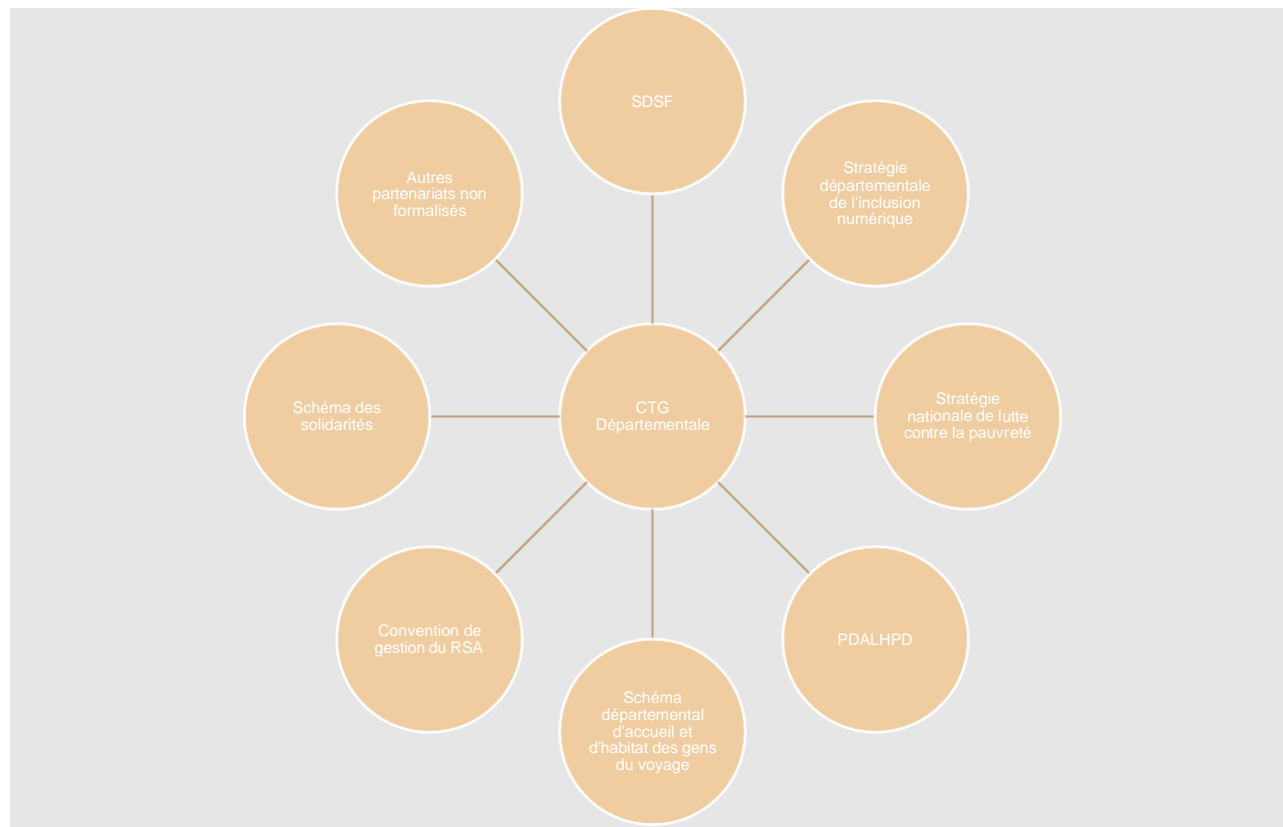 SDSF
Stratégie
départementale
de l'inclusion
numérique
Stratégie
nationale de lutte
contre la pauvreté
PDALHPD
Schéma
départemental
d'accueil et
d'habitat des gens
du voyage
Convention de
gestion du RSA
Schéma des
solidarités
Autres
partenariats non
formalisés
CTG
Départementale